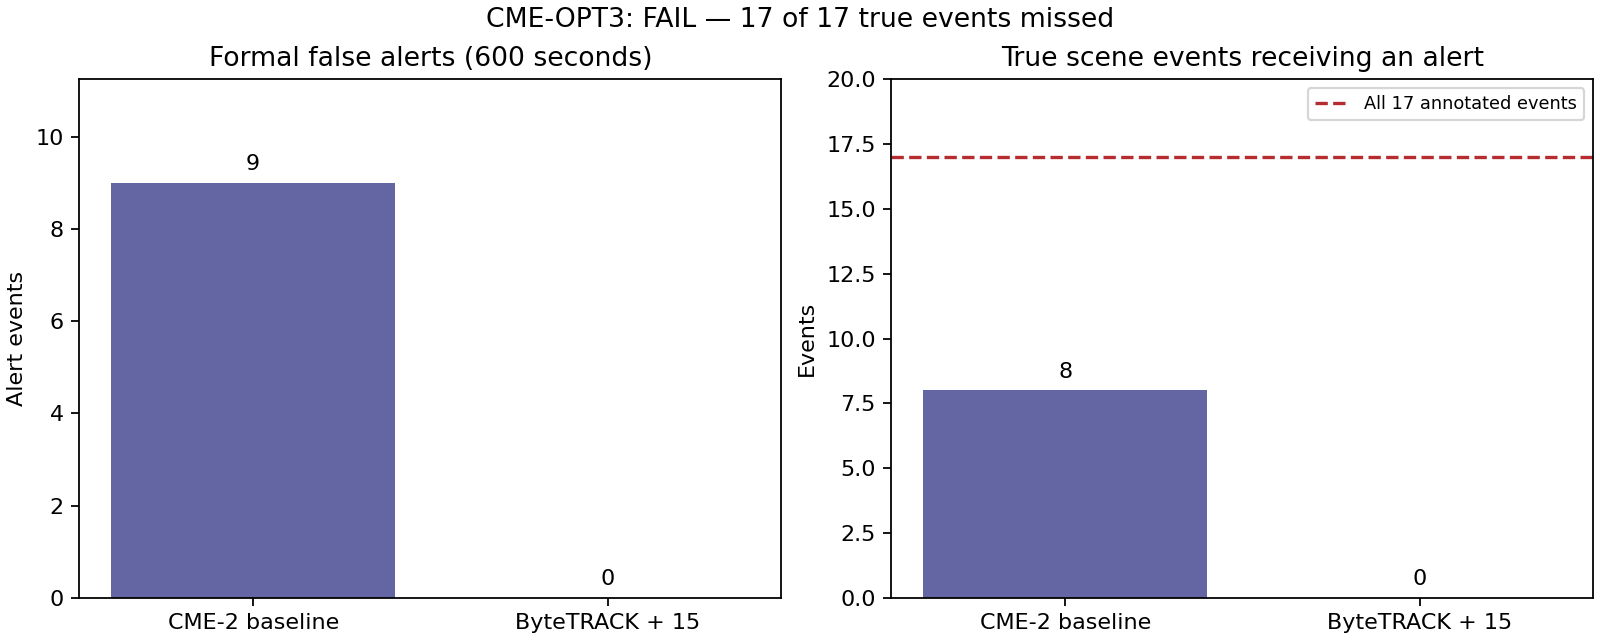 CME-OPT3: FAIL — 17 of 17 true events missed
Formal false alerts (600 seconds)
Alert events
10
8
6
4
2
0
9
0
CME-2 baseline
ByteTRACK + 15
True scene events receiving an alert
Events
20.0
17.5
15.0
12.5
10.0
7.5
5.0
2.5
0.0
All 17 annotated events
8
0
CME-2 baseline
ByteTRACK + 15